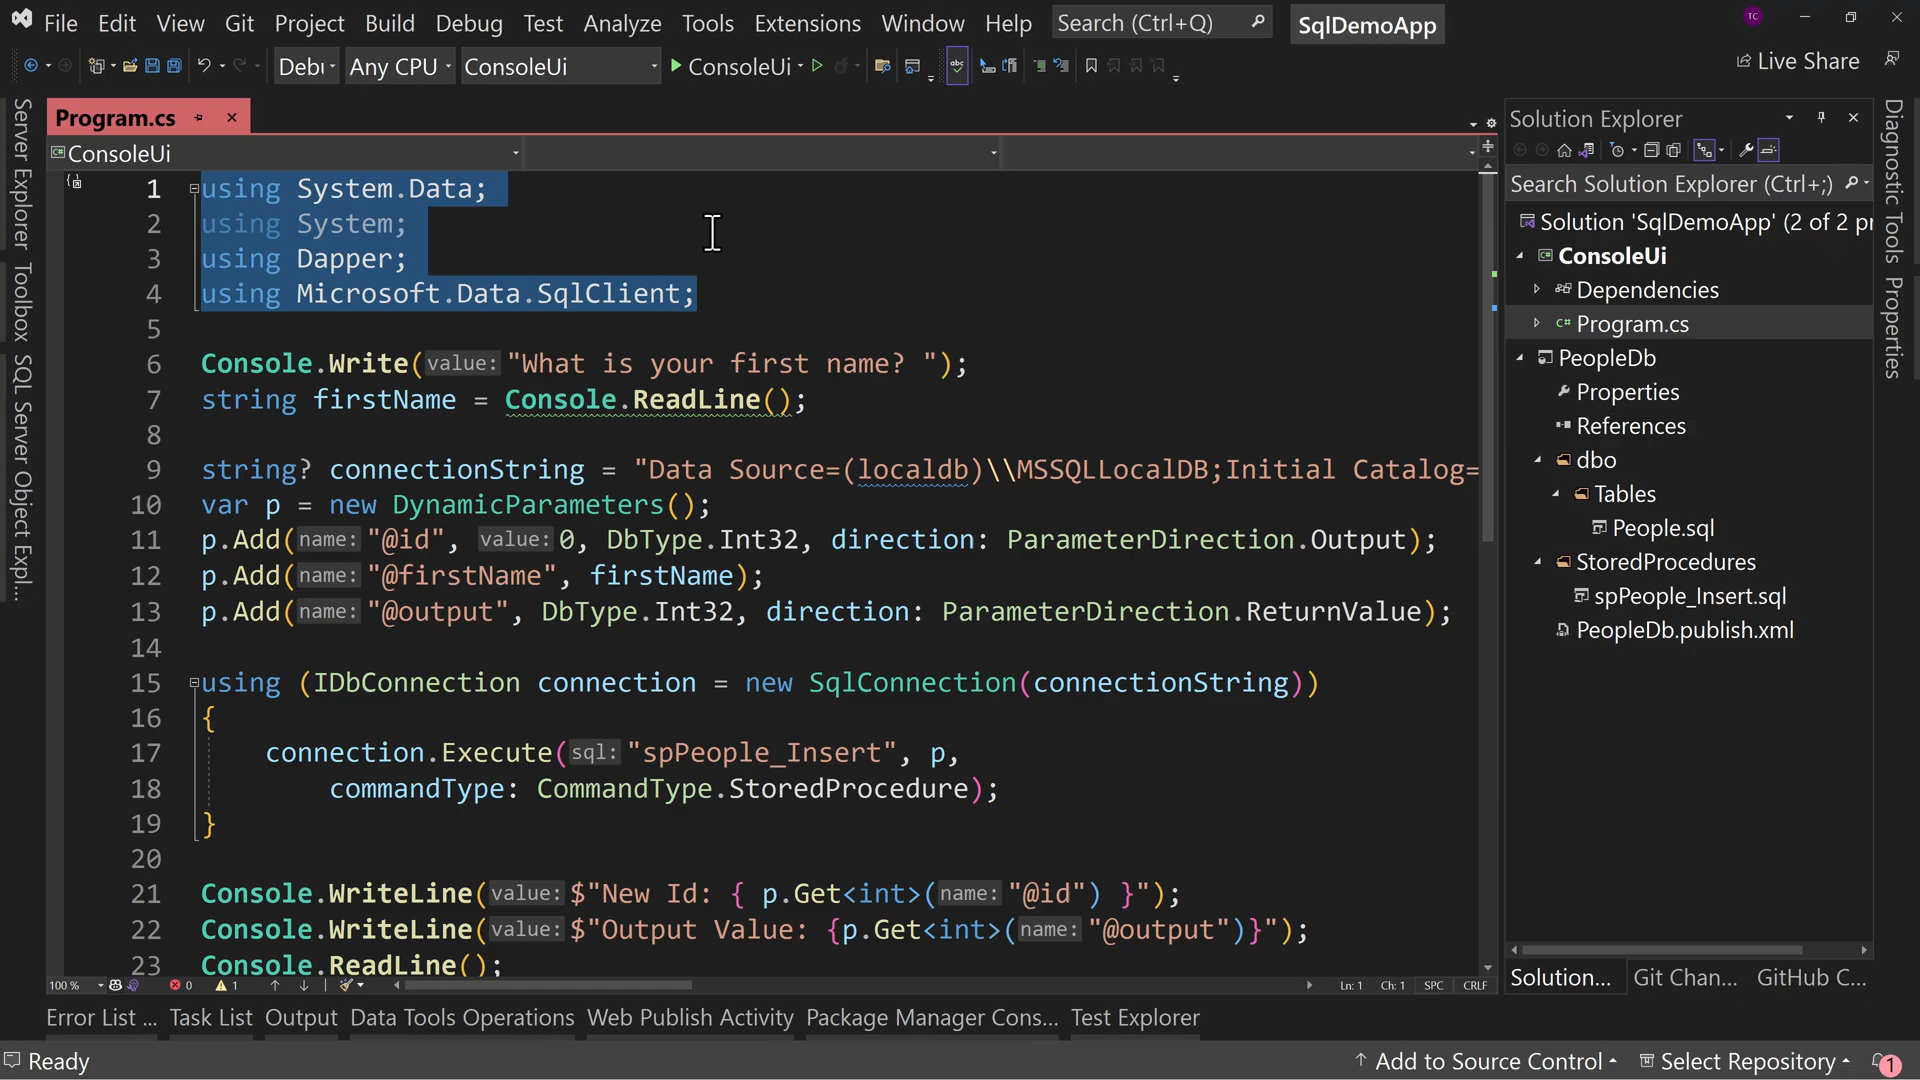 File Edit View Git Project Build Debug Test Analyze Tools Extensions Window Help Search (Ctrl+Q) SqlDemoApp TC
Debu Any CPU ConsoleUi ConsoleUi Live Share
Server Explorer
Toolbox
SQL Server Object Expl...
Program.cs
ConsoleUi
1 using System.Data;
2 using System;
3 using Dapper;
4 using Microsoft.Data.SqlClient;
5
6 Console.Write(value: "What is your first name? ");
7 string firstName = Console.ReadLine();
8
9 string? connectionString = "Data Source=(localdb)\\MSSQLLocalDB;Initial Catalog=
10 var p = new DynamicParameters();
11 p.Add(name: "@id", value: 0, DbType.Int32, direction: ParameterDirection.Output);
12 p.Add(name: "@firstName", firstName);
13 p.Add(name: "@output", DbType.Int32, direction: ParameterDirection.ReturnValue);
14
15 using (IDbConnection connection = new SqlConnection(connectionString))
16 {
17 connection.Execute(sql: "spPeople_Insert", p,
18 commandType: CommandType.StoredProcedure);
19 }
20
21 Console.WriteLine(value: $"New Id: { p.Get<int>(name: "@id") }");
22 Console.WriteLine(value: $"Output Value: {p.Get<int>(name: "@output")}");
23 Console.ReadLine();
100 % 0 1 Ln: 1 Ch: 1 SPC CRLF
Solution Explorer
Search Solution Explorer (Ctrl+;)
Solution 'SqlDemoApp' (2 of 2 pr
ConsoleUi
Dependencies
C# Program.cs
PeopleDb
Properties
References
dbo
Tables
People.sql
StoredProcedures
spPeople_Insert.sql
PeopleDb.publish.xml
Solution... Git Chan... GitHub C...
Diagnostic Tools
Properties
Error List ... Task List Output Data Tools Operations Web Publish Activity Package Manager Cons... Test Explorer
Ready Add to Source Control Select Repository 1